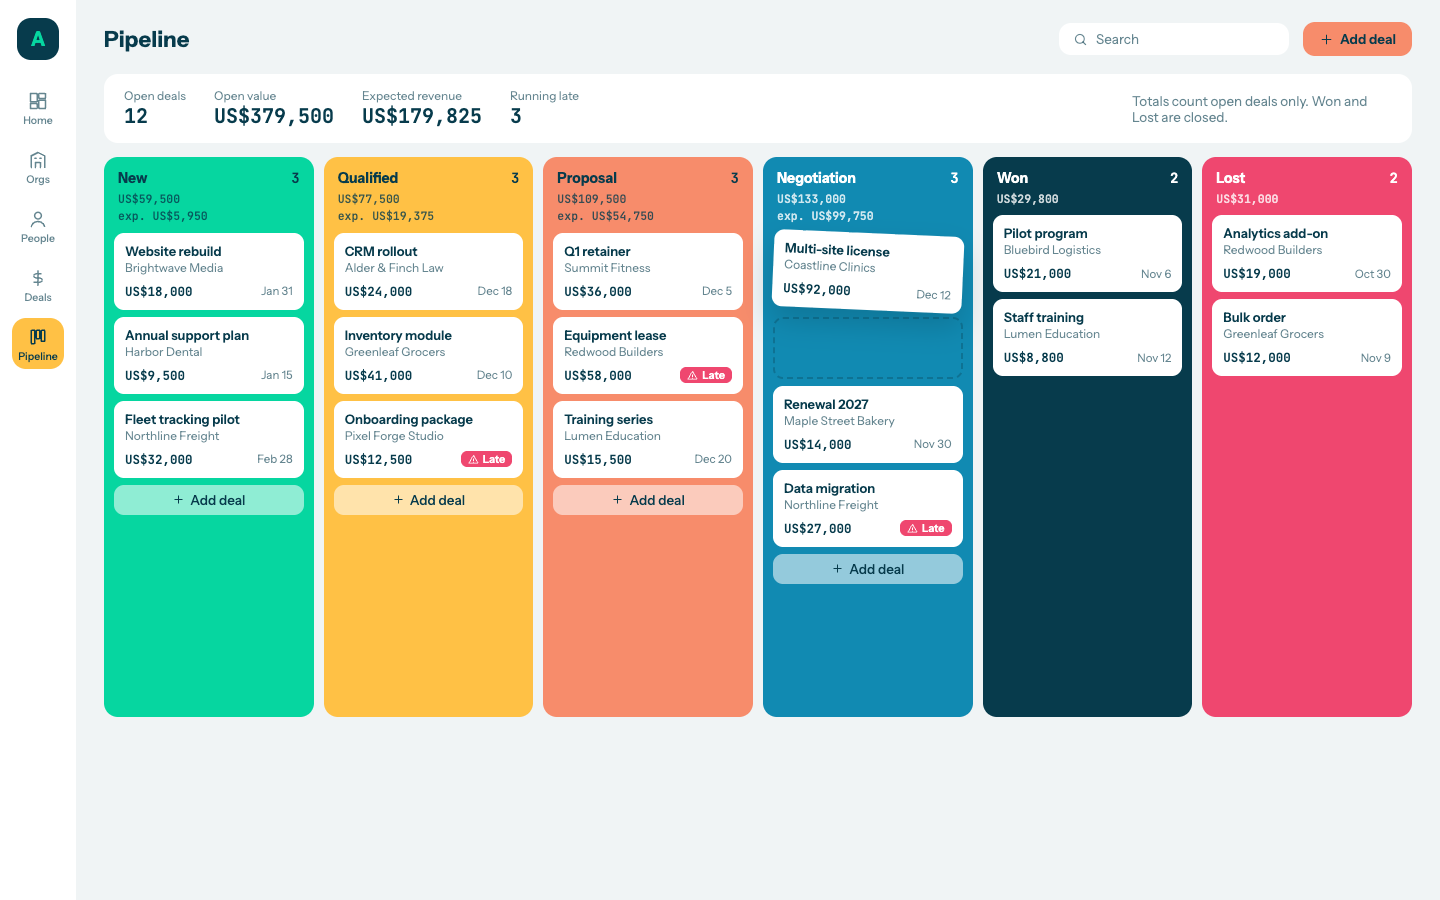 A
Home
Orgs
People
Deals
Pipeline
Pipeline
Search
+ Add deal
Open deals
12
Open value
US$379,500
Expected revenue
US$179,825
Running late
3
Totals count open deals only. Won and
Lost are closed.
New 3
US$59,500
exp. US$5,950
Website rebuild
Brightwave Media
US$18,000 Jan 31
Annual support plan
Harbor Dental
US$9,500 Jan 15
Fleet tracking pilot
Northline Freight
US$32,000 Feb 28
+ Add deal
Qualified 3
US$77,500
exp. US$19,375
CRM rollout
Alder & Finch Law
US$24,000 Dec 18
Inventory module
Greenleaf Grocers
US$41,000 Dec 10
Onboarding package
Pixel Forge Studio
US$12,500 Late
+ Add deal
Proposal 3
US$109,500
exp. US$54,750
Q1 retainer
Summit Fitness
US$36,000 Dec 5
Equipment lease
Redwood Builders
US$58,000 Late
Training series
Lumen Education
US$15,500 Dec 20
+ Add deal
Negotiation 3
US$133,000
exp. US$99,750
Multi-site license
Coastline Clinics
US$92,000 Dec 12
Renewal 2027
Maple Street Bakery
US$14,000 Nov 30
Data migration
Northline Freight
US$27,000 Late
+ Add deal
Won 2
US$29,800
Pilot program
Bluebird Logistics
US$21,000 Nov 6
Staff training
Lumen Education
US$8,800 Nov 12
Lost 2
US$31,000
Analytics add-on
Redwood Builders
US$19,000 Oct 30
Bulk order
Greenleaf Grocers
US$12,000 Nov 9